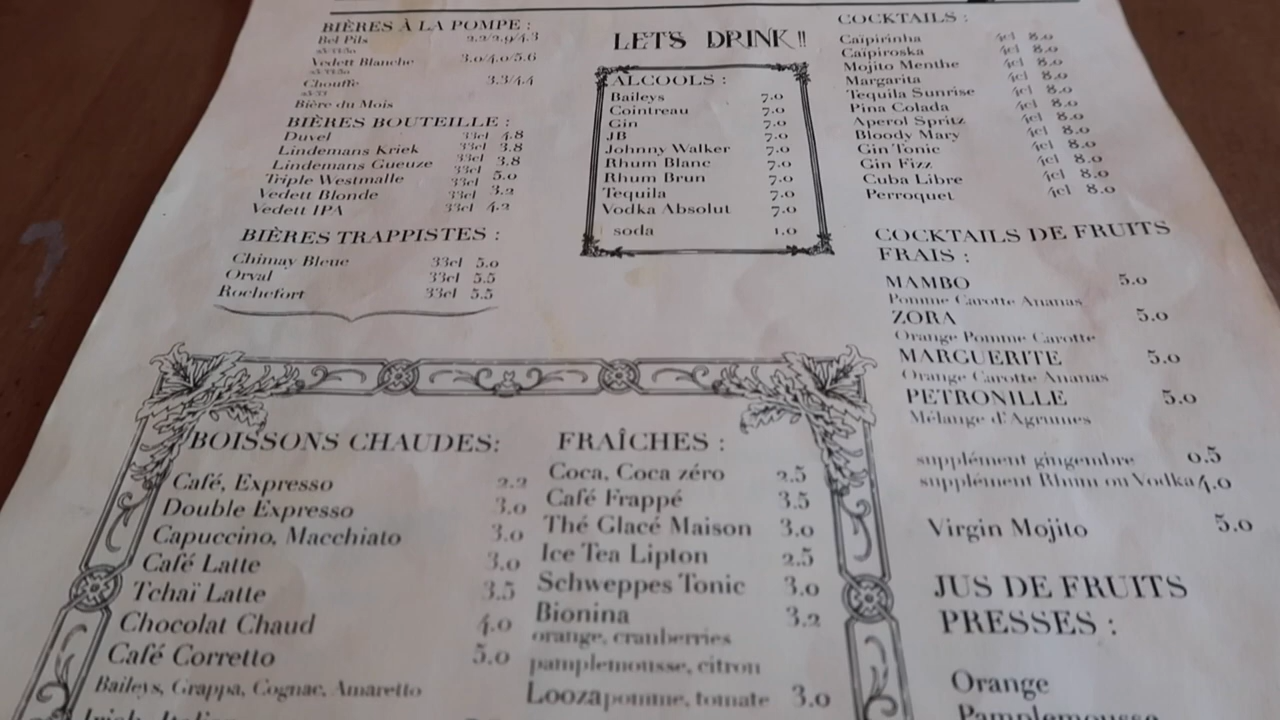 BIÈRES À LA POMPE :
Bel Pils 2.2/2.9/4.3
Vedett Blanche 3.0/4.0/5.6
Chouffe 3.3/4.4
Bière du Mois
BIÈRES BOUTEILLE :
Duvel 33cl 4.8
Lindemans Kriek 33cl 3.8
Lindemans Gueuze 33cl 3.8
Triple Westmalle 33cl 5.0
Vedett Blonde 33cl 3.2
Vedett IPA 33cl 4.2
BIÈRES TRAPPISTES :
Chimay Bleue 33cl 5.0
Orval 33cl 5.5
Rochefort 33cl 5.5
LET'S DRINK !!
ALCOOLS :
Baileys 7.0
Cointreau 7.0
Gin 7.0
JB 7.0
Johnny Walker 7.0
Rhum Blanc 7.0
Rhum Brun 7.0
Tequila 7.0
Vodka Absolut 7.0
soda 1.0
COCKTAILS :
Caïpirinha 4cl 8.0
Caïpiroska 4cl 8.0
Mojito Menthe 4cl 8.0
Margarita 4cl 8.0
Tequila Sunrise 4cl 8.0
Pina Colada 4cl 8.0
Aperol Spritz 4cl 8.0
Bloody Mary 4cl 8.0
Gin Tonic 4cl 8.0
Gin Fizz 4cl 8.0
Cuba Libre 4cl 8.0
Perroquet 4cl 8.0
COCKTAILS DE FRUITS
FRAIS :
MAMBO 5.0
Pomme Carotte Ananas
ZORA 5.0
Orange Pomme Carotte
MARGUERITE 5.0
Orange Carotte Ananas
PETRONILLE 5.0
Mélange d'Agrumes
supplément gingembre 0.5
supplément Rhum ou Vodka 4.0
Virgin Mojito 5.0
JUS DE FRUITS
PRESSES :
Orange
Pamplemousse
BOISSONS CHAUDES:
Café, Expresso 2.2
Double Expresso 3.0
Capuccino, Macchiato 3.0
Café Latte 3.0
Tchaï Latte 3.5
Chocolat Chaud 4.0
Café Corretto 5.0
Baileys, Grappa, Cognac, Amaretto
Irish, Italian
FRAÎCHES :
Coca, Coca zéro 2.5
Café Frappé 3.5
Thé Glacé Maison 3.0
Ice Tea Lipton 2.5
Schweppes Tonic 3.0
Bionina 3.2
orange, cranberries
pamplemousse, citron
Looza pomme, tomate 3.0